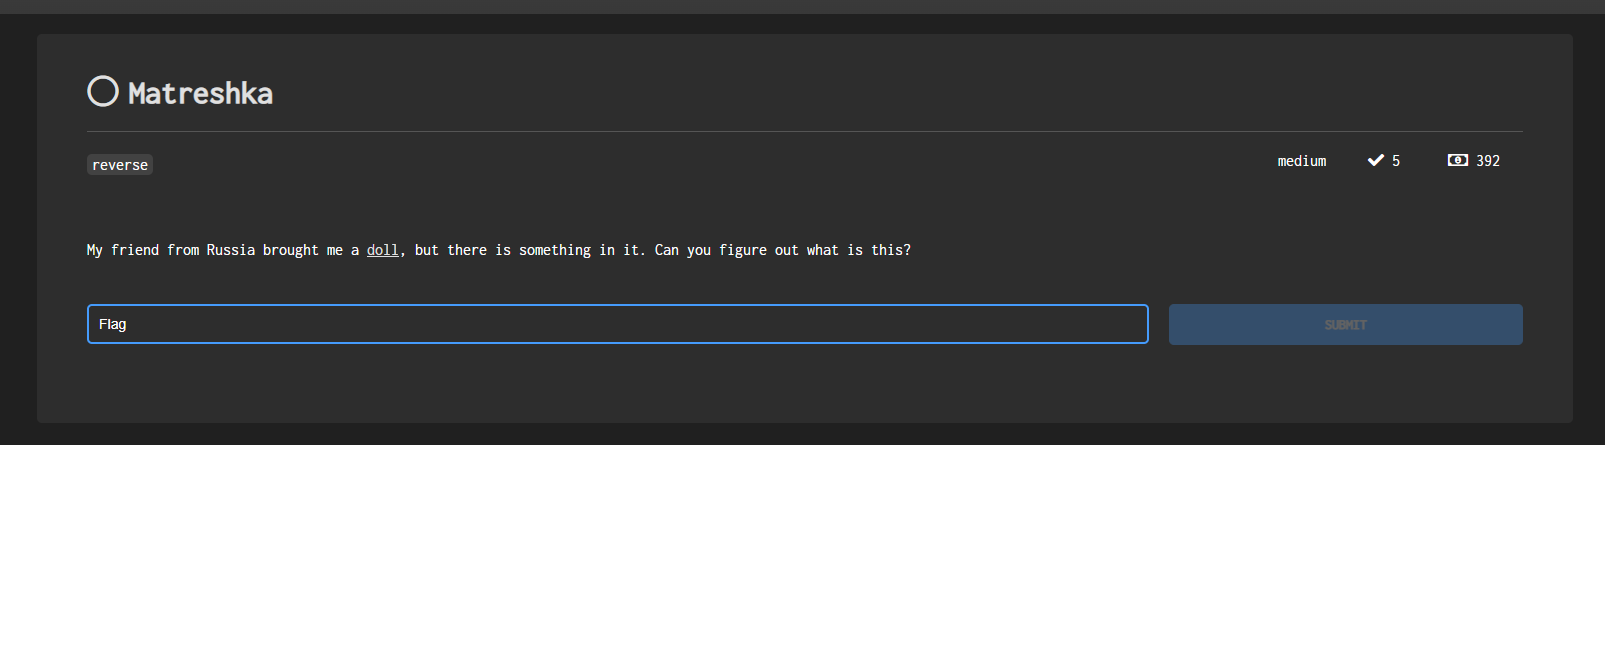 Matreshka
reverse
medium 5 392
My friend from Russia brought me a doll, but there is something in it. Can you figure out what is this?
Flag
SUBMIT